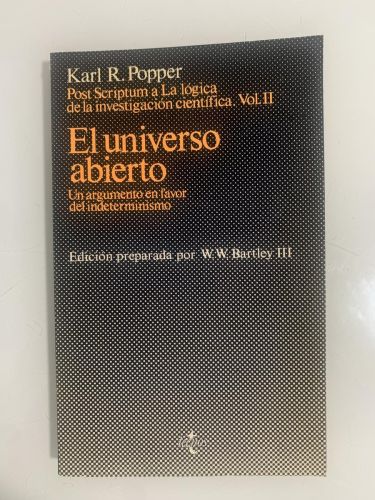 Karl R. Popper
Post Scriptum a La lógica
de la investigación científica. Vol. II
El universo
abierto
Un argumento en favor
del indeterminismo
Edición preparada por W. W. Bartley III